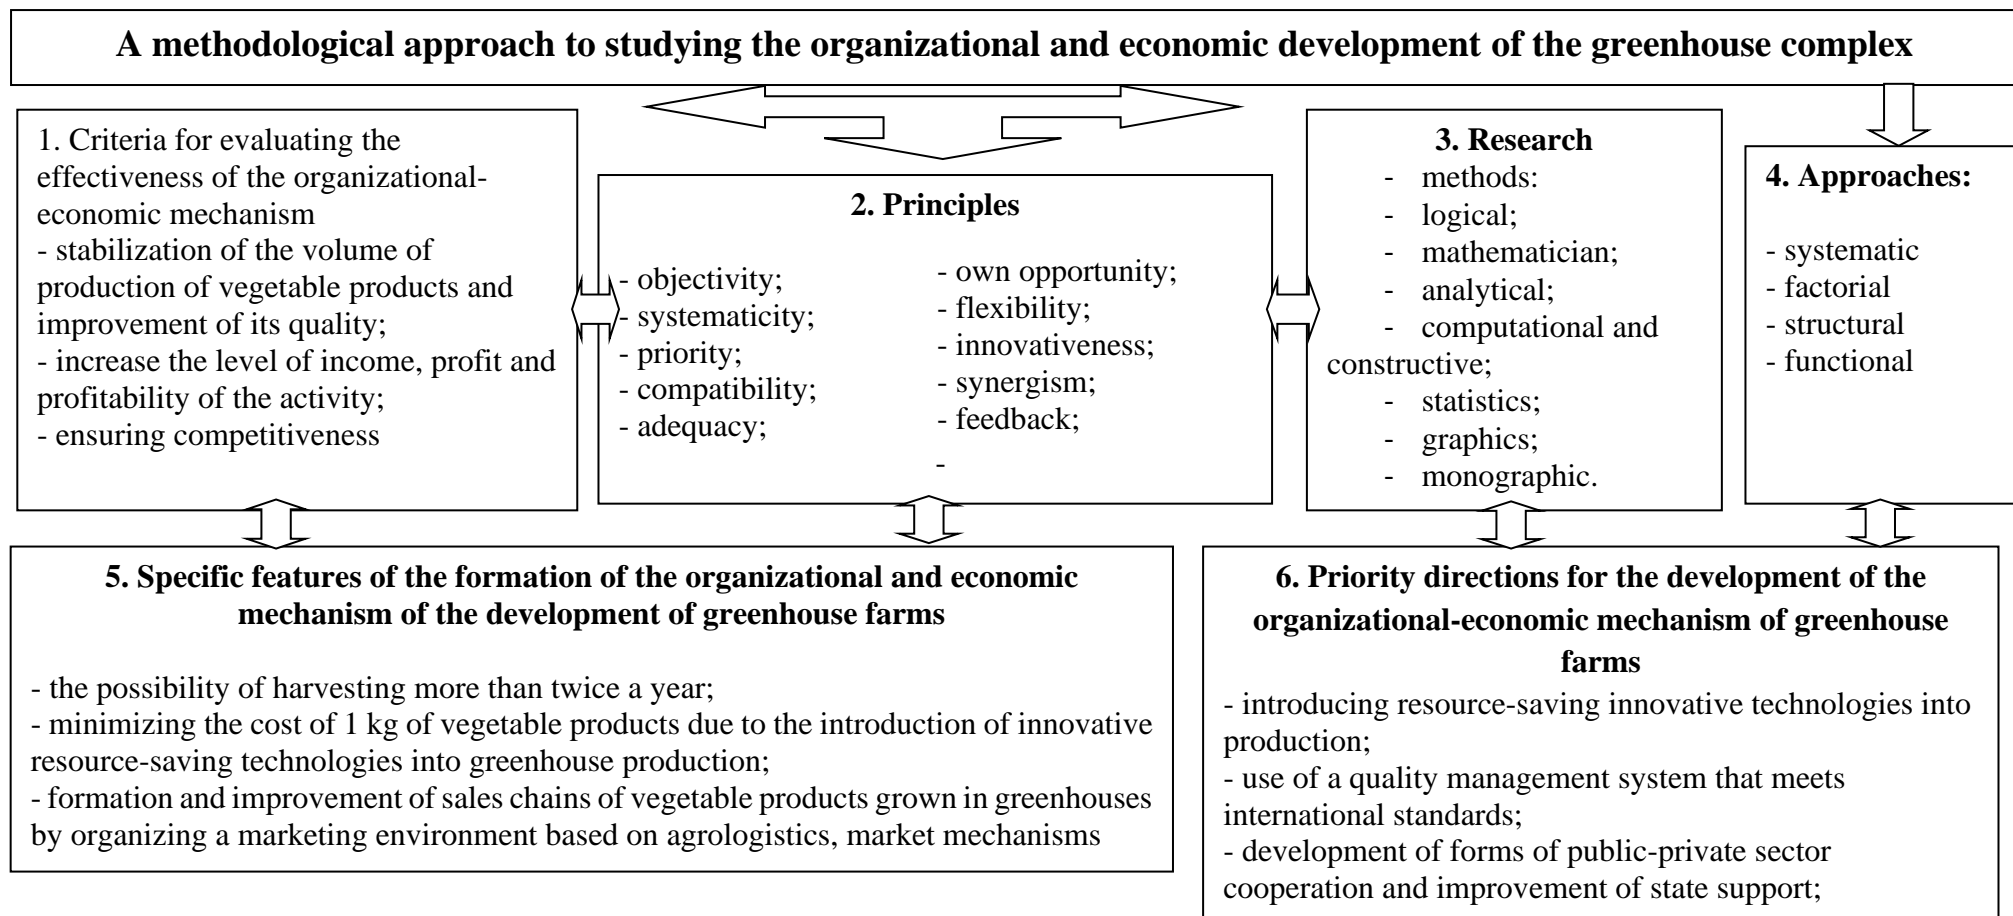 A methodological approach to studying the organizational and economic development of the greenhouse complex
1. Criteria for evaluating the
effectiveness of the organizational-
economic mechanism
- stabilization of the volume of
production of vegetable products and
improvement of its quality;
- increase the level of income, profit and
profitability of the activity;
- ensuring competitiveness
2. Principles
- objectivity;
- systematicity;
- priority;
- compatibility;
- adequacy;
- own opportunity;
- flexibility;
- innovativeness;
- synergism;
- feedback;
-
3. Research
- methods:
- logical;
- mathematician;
- analytical;
- computational and
constructive;
- statistics;
- graphics;
- monographic.
4. Approaches:
- systematic
- factorial
- structural
- functional
5. Specific features of the formation of the organizational and economic
mechanism of the development of greenhouse farms
- the possibility of harvesting more than twice a year;
- minimizing the cost of 1 kg of vegetable products due to the introduction of innovative
resource-saving technologies into greenhouse production;
- formation and improvement of sales chains of vegetable products grown in greenhouses
by organizing a marketing environment based on agrologistics, market mechanisms
6. Priority directions for the development of the
organizational-economic mechanism of greenhouse
farms
- introducing resource-saving innovative technologies into
production;
- use of a quality management system that meets
international standards;
- development of forms of public-private sector
cooperation and improvement of state support;